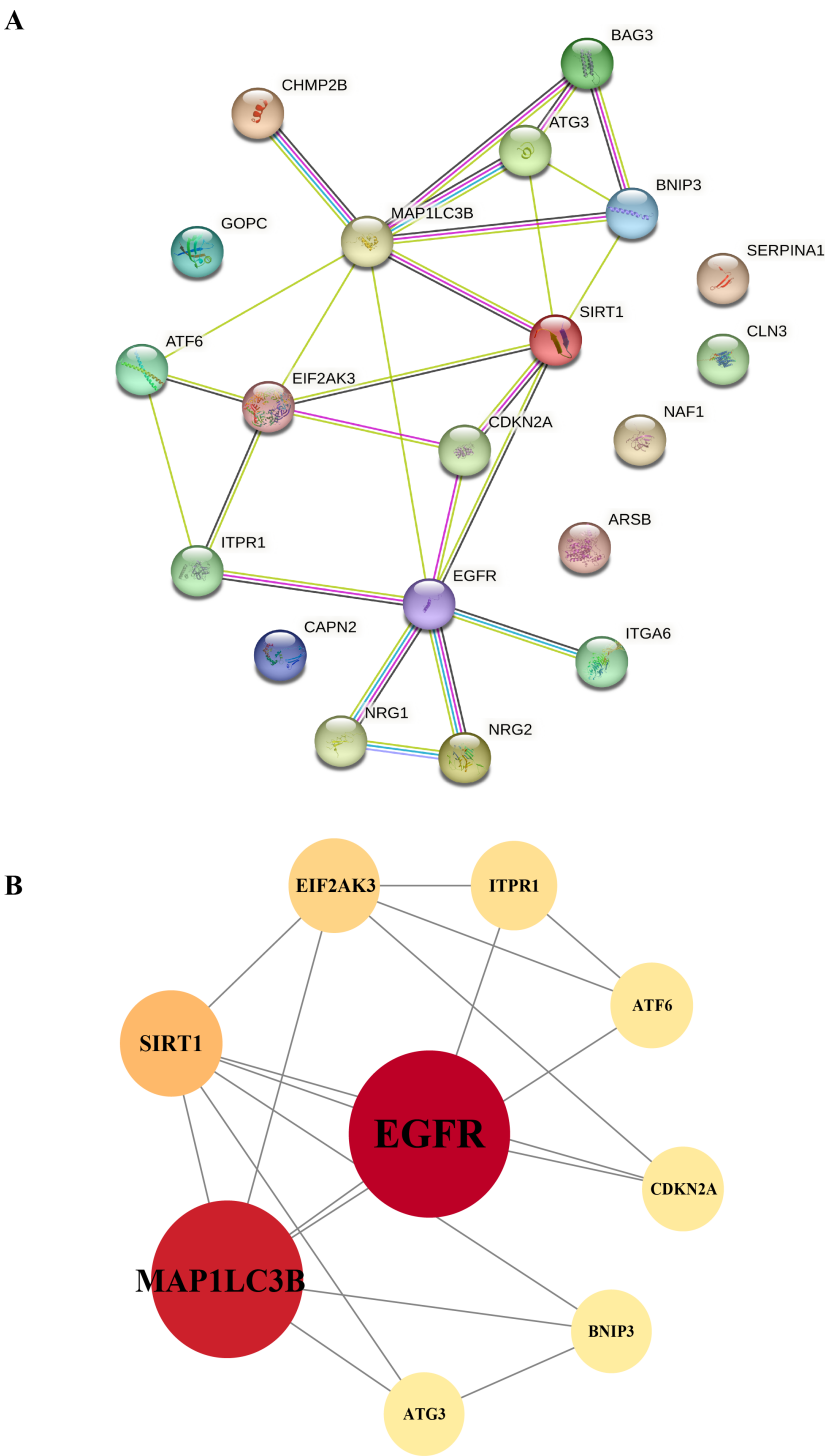 A
BAG3
CHMP2B
ATG3
BNIP3
MAP1LC3B
GOPC
SERPINA1
SIRT1
CLN3
ATF6
EIF2AK3
NAF1
CDKN2A
ARSB
ITPR1
EGFR
CAPN2
ITGA6
NRG1
NRG2
B
EIF2AK3
ITPR1
ATF6
SIRT1
EGFR
CDKN2A
MAP1LC3B
BNIP3
ATG3